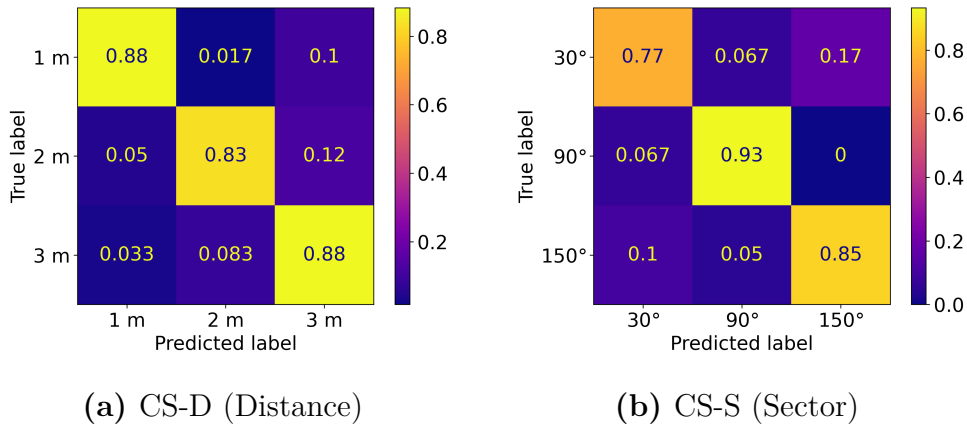 1 m 0.88 0.017 0.1
2 m 0.05 0.83 0.12
3 m 0.033 0.083 0.88
1 m 2 m 3 m
Predicted label
True label
0.8
0.6
0.4
0.2
(a) CS-D (Distance)
30° 0.77 0.067 0.17
90° 0.067 0.93 0
150° 0.1 0.05 0.85
30° 90° 150°
Predicted label
True label
0.8
0.6
0.4
0.2
0.0
(b) CS-S (Sector)